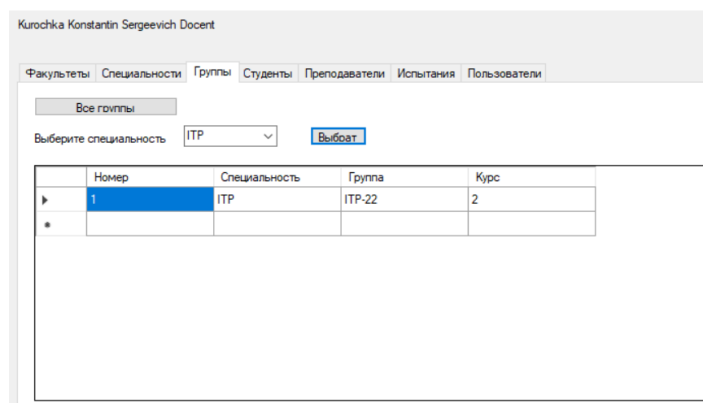 Kurochka Konstantin Sergeevich Docent
Факультеты Специальности Группы Студенты Преподаватели Испытания Пользователи
Все группы
Выберите специальность ITP Выбрат
Номер Специальность Группа Курс
1 ITP ITP-22 2